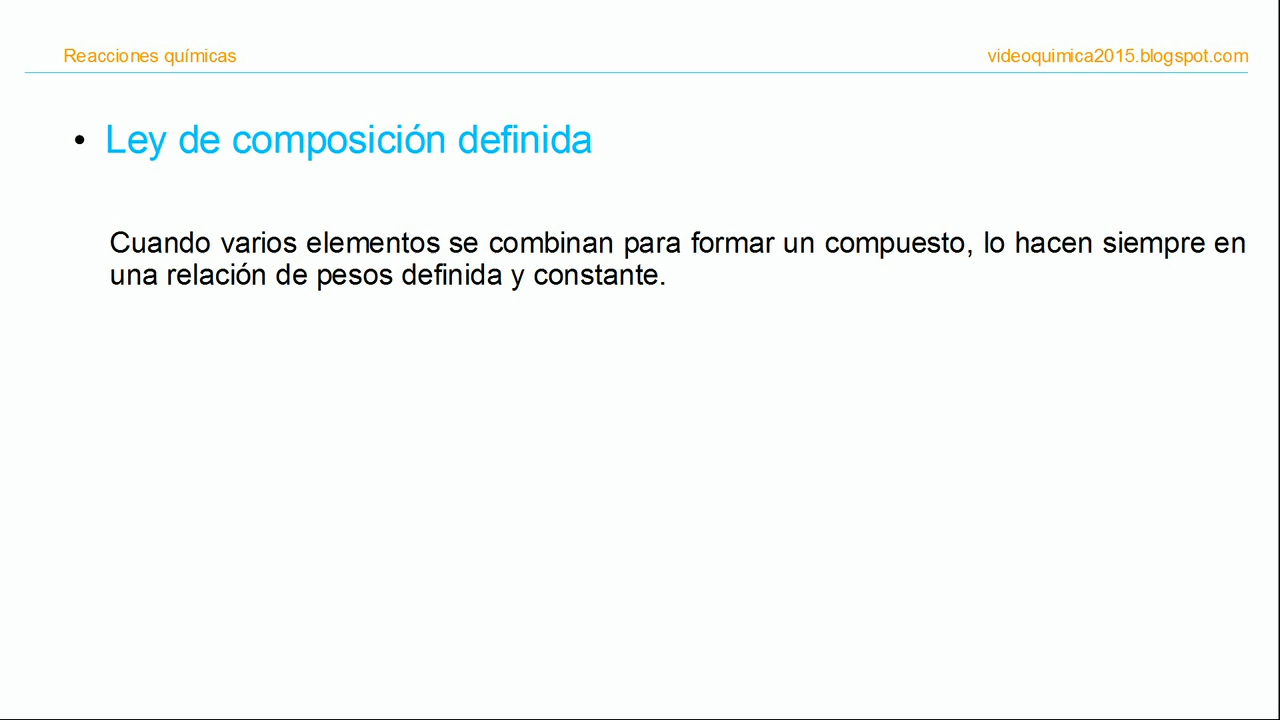 Reacciones químicas
videoquimica2015.blogspot.com
• Ley de composición definida
Cuando varios elementos se combinan para formar un compuesto, lo hacen siempre en
una relación de pesos definida y constante.